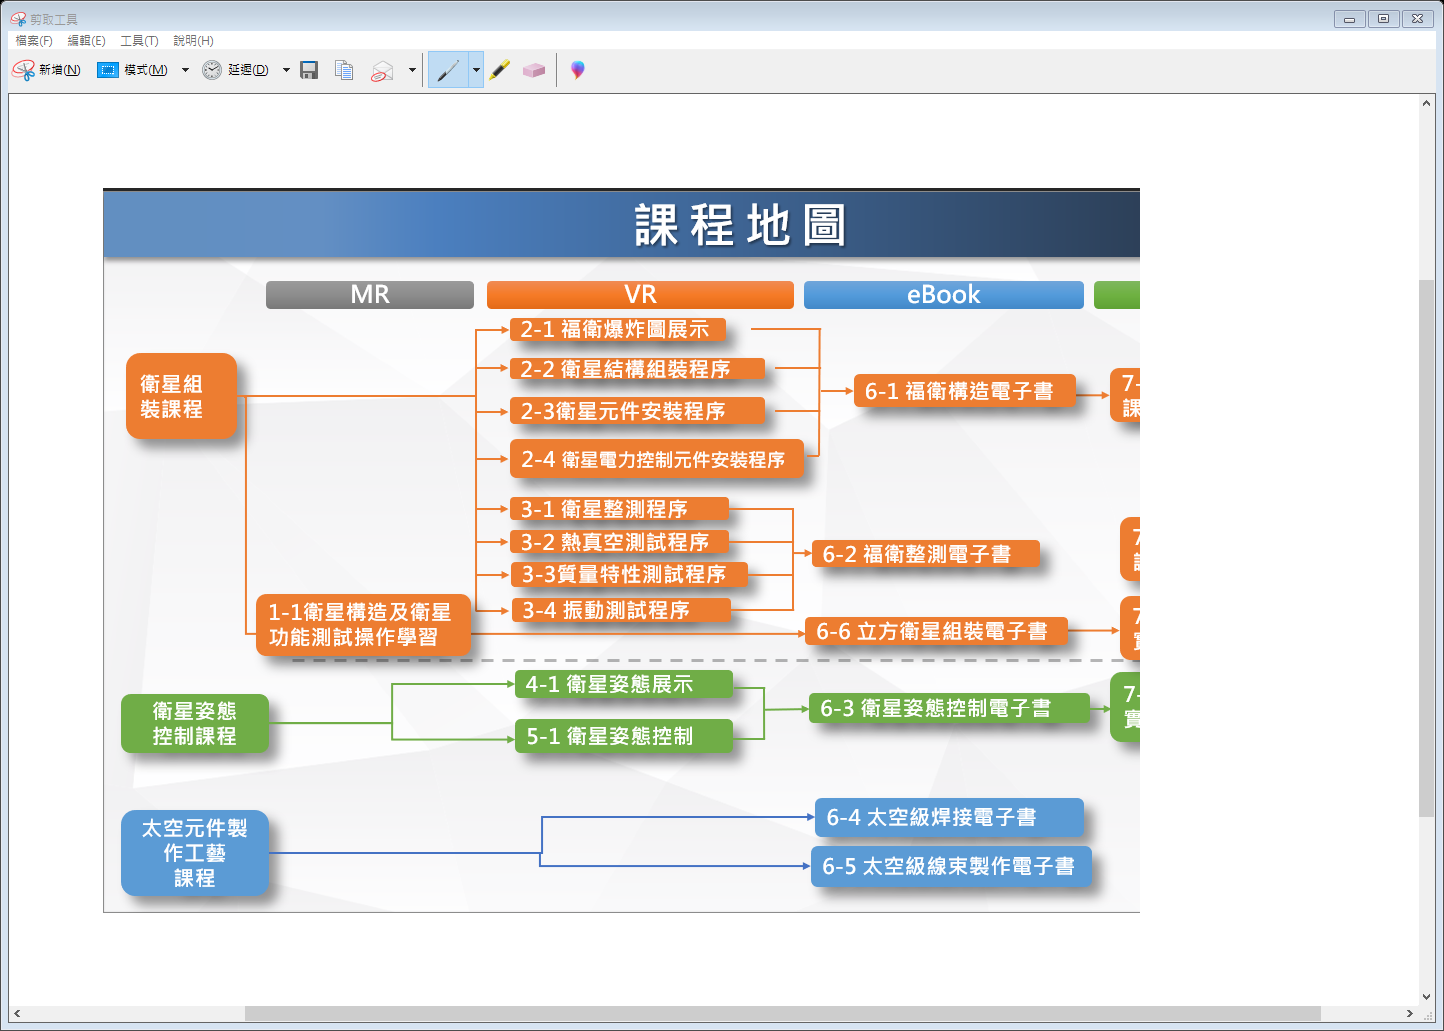 剪取工具
檔案(F) 編輯(E) 工具(T) 說明(H)
新增(N) 模式(M) 延遲(D)
課程地圖
MR VR eBook
衛星組
裝課程
2-1 福衛爆炸圖展示
2-2 衛星結構組裝程序
2-3衛星元件安裝程序
2-4 衛星電力控制元件安裝程序
6-1 福衛構造電子書
7-
課
3-1 衛星整測程序
3-2 熱真空測試程序
3-3質量特性測試程序
3-4 振動測試程序
6-2 福衛整測電子書
7
1-1衛星構造及衛星
功能測試操作學習
6-6 立方衛星組裝電子書
7
實
衛星姿態
控制課程
4-1 衛星姿態展示
5-1 衛星姿態控制
6-3 衛星姿態控制電子書
7-
實
太空元件製
作工藝
課程
6-4 太空級焊接電子書
6-5 太空級線束製作電子書